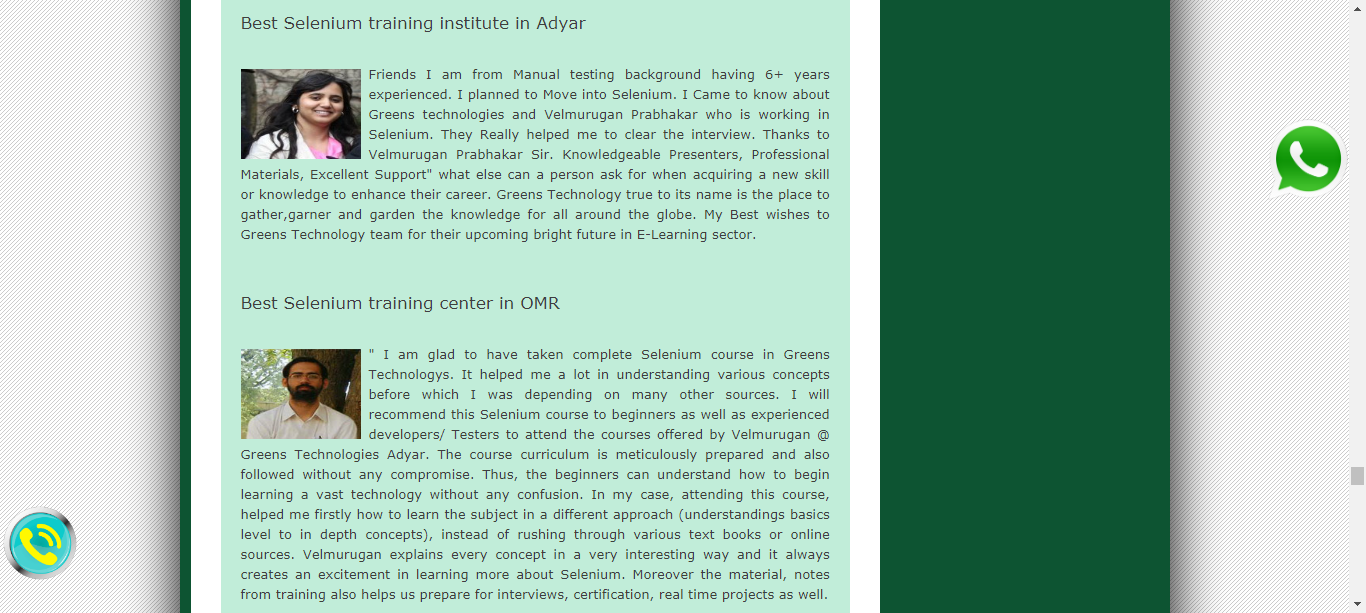 Best Selenium training institute in Adyar
Friends I am from Manual testing background having 6+ years
experienced. I planned to Move into Selenium. I Came to know about
Greens technologies and Velmurugan Prabhakar who is working in
Selenium. They Really helped me to clear the interview. Thanks to
Velmurugan Prabhakar Sir. Knowledgeable Presenters, Professional
Materials, Excellent Support" what else can a person ask for when acquiring a new skill
or knowledge to enhance their career. Greens Technology true to its name is the place to
gather,garner and garden the knowledge for all around the globe. My Best wishes to
Greens Technology team for their upcoming bright future in E-Learning sector.
Best Selenium training center in OMR
" I am glad to have taken complete Selenium course in Greens
Technologys. It helped me a lot in understanding various concepts
before which I was depending on many other sources. I will
recommend this Selenium course to beginners as well as experienced
developers/ Testers to attend the courses offered by Velmurugan @
Greens Technologies Adyar. The course curriculum is meticulously prepared and also
followed without any compromise. Thus, the beginners can understand how to begin
learning a vast technology without any confusion. In my case, attending this course,
helped me firstly how to learn the subject in a different approach (understandings basics
level to in depth concepts), instead of rushing through various text books or online
sources. Velmurugan explains every concept in a very interesting way and it always
creates an excitement in learning more about Selenium. Moreover the material, notes
from training also helps us prepare for interviews, certification, real time projects as well.